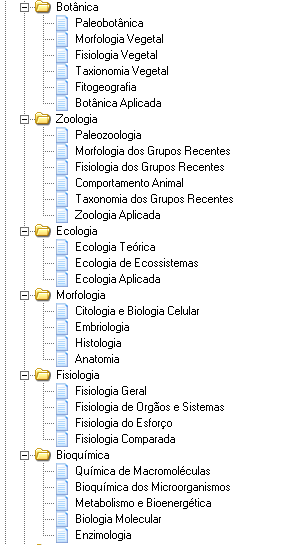 Botânica
Paleobotânica
Morfologia Vegetal
Fisiologia Vegetal
Taxionomia Vegetal
Fitogeografia
Botânica Aplicada
Zoologia
Paleozoologia
Morfologia dos Grupos Recentes
Fisiologia dos Grupos Recentes
Comportamento Animal
Taxonomia dos Grupos Recentes
Zoologia Aplicada
Ecologia
Ecologia Teórica
Ecologia de Ecossistemas
Ecologia Aplicada
Morfologia
Citologia e Biologia Celular
Embriologia
Histologia
Anatomia
Fisiologia
Fisiologia Geral
Fisiologia de Orgãos e Sistemas
Fisiologia do Esforço
Fisiologia Comparada
Bioquímica
Química de Macromoléculas
Bioquímica dos Microorganismos
Metabolismo e Bioenergética
Biologia Molecular
Enzimologia